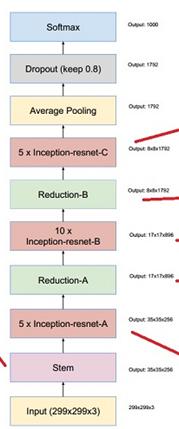 Softmax
Output: 1000
Dropout (keep 0.8)
Output: 1792
Average Pooling
Output: 1792
5 x Inception-resnet-C
Output: 8x8x1792
Reduction-B
Output: 8x8x1792
10 x
Inception-resnet-B
Output: 17x17x896
Reduction-A
Output: 17x17x896
5 x Inception-resnet-A
Output: 35x35x256
Stem
Output: 35x35x256
Input (299x299x3)
299x299x3